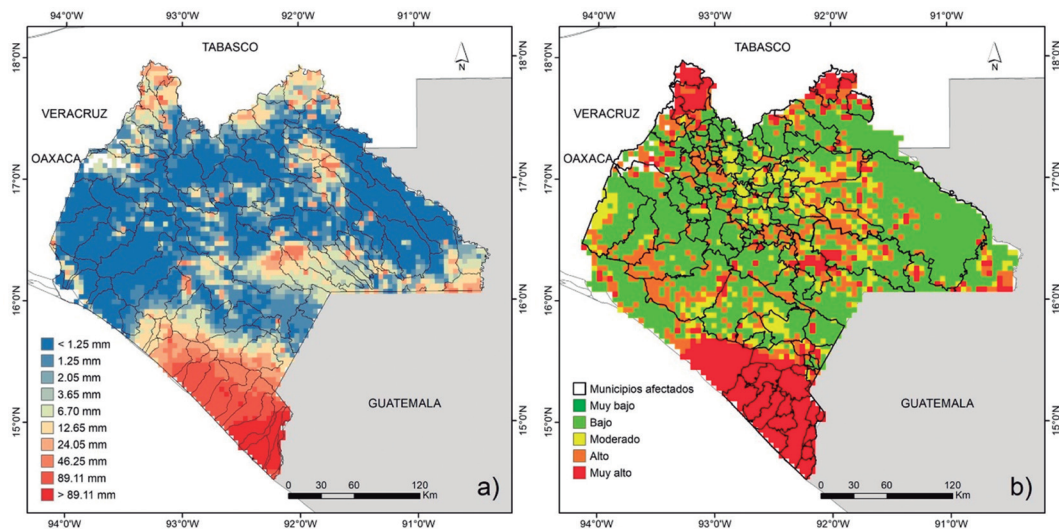 94°0'W 93°0'W 92°0'W 91°0'W
TABASCO
N
18°0'N
18°0'N
VERACRUZ
OAXACA
17°0'N
17°0'N
16°0'N
16°0'N
15°0'N
15°0'N
GUATEMALA
< 1.25 mm
1.25 mm
2.05 mm
3.65 mm
6.70 mm
12.65 mm
24.05 mm
46.25 mm
89.11 mm
> 89.11 mm
0 30 60 120
Km
a)
94°0'W 93°0'W 92°0'W 91°0'W
94°0'W 93°0'W 92°0'W 91°0'W
TABASCO
N
18°0'N
18°0'N
VERACRUZ
OAXACA
17°0'N
17°0'N
16°0'N
16°0'N
15°0'N
15°0'N
GUATEMALA
Municipios afectados
Muy bajo
Bajo
Moderado
Alto
Muy alto
0 30 60 120
Km
b)
94°0'W 93°0'W 92°0'W 91°0'W